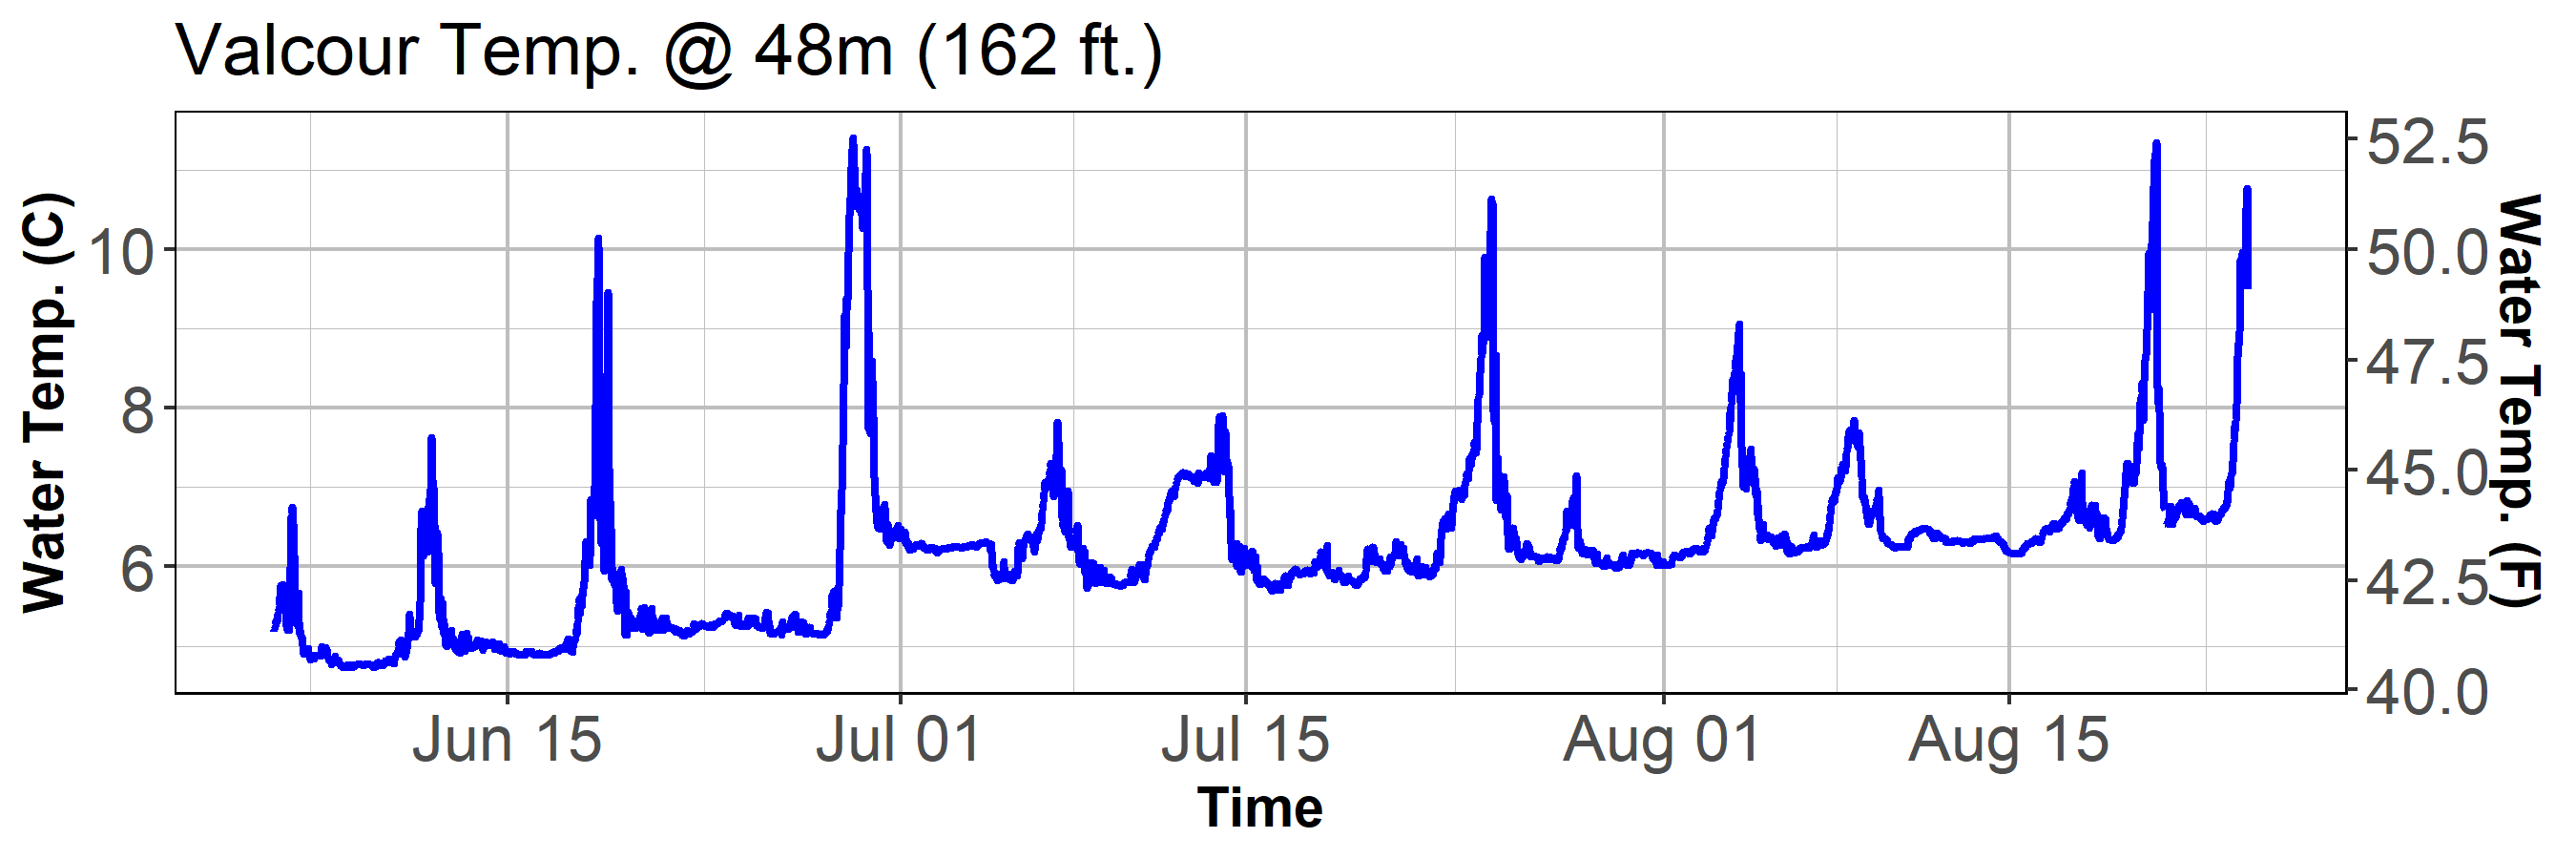 Valcour Temp. @ 48m (162 ft.)
Water Temp. (C)
10
8
6
52.5
50.0
47.5
45.0
42.5
40.0
Water Temp. (F)
Jun 15
Jul 01
Jul 15
Aug 01
Aug 15
Time